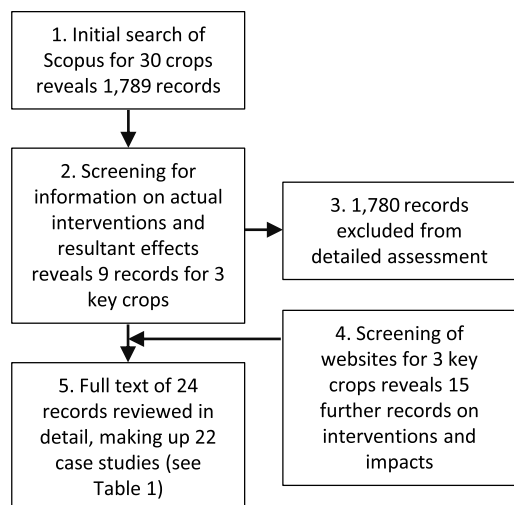 1. Initial search of
Scopus for 30 crops
reveals 1,789 records
2. Screening for
information on actual
interventions and
resultant effects
reveals 9 records for 3
key crops
3. 1,780 records
excluded from
detailed assessment
4. Screening of
websites for 3 key
crops reveals 15
further records on
interventions and
impacts
5. Full text of 24
records reviewed in
detail, making up 22
case studies (see
Table 1)